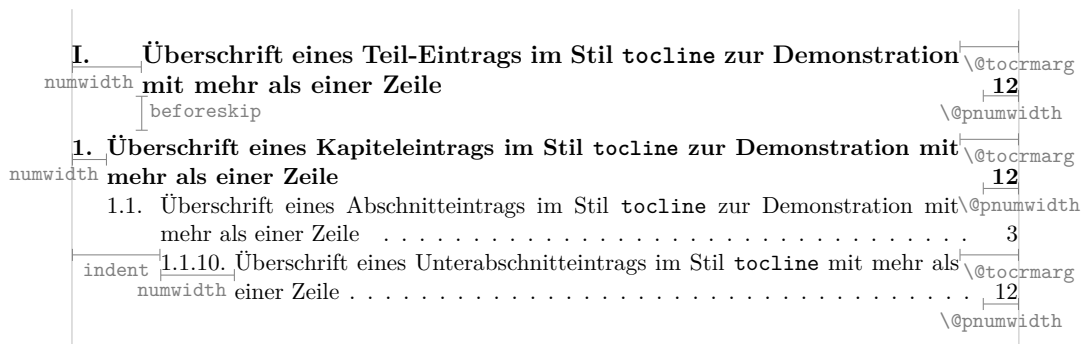 I. Überschrift eines Teil-Eintrags im Stil tocline zur Demonstration \@tocrmarg
numwidth mit mehr als einer Zeile 12
beforeskip \@pnumwidth
1. Überschrift eines Kapiteleintrags im Stil tocline zur Demonstration mit \@tocrmarg
numwidth mehr als einer Zeile 12
1.1. Überschrift eines Abschnitteintrags im Stil tocline zur Demonstration mit \@pnumwidth
mehr als einer Zeile . . . . . . . . . . . . . . . . . . . . . . . . . . . . . . 3
indent 1.1.10. Überschrift eines Unterabschnitteintrags im Stil tocline mit mehr als \@tocrmarg
numwidth einer Zeile . . . . . . . . . . . . . . . . . . . . . . . . . . . . . . . . 12
\@pnumwidth